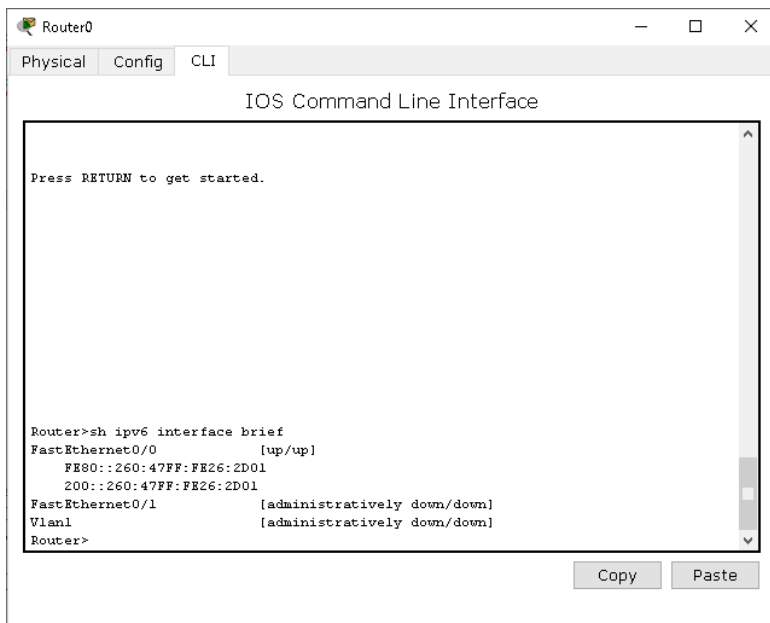 Router0
Physical Config CLI
IOS Command Line Interface
Press RETURN to get started.
Router>sh ipv6 interface brief
FastEthernet0/0 [up/up]
FE80::260:47FF:FE26:2D01
200::260:47FF:FE26:2D01
FastEthernet0/1 [administratively down/down]
Vlan1 [administratively down/down]
Router>
Copy Paste